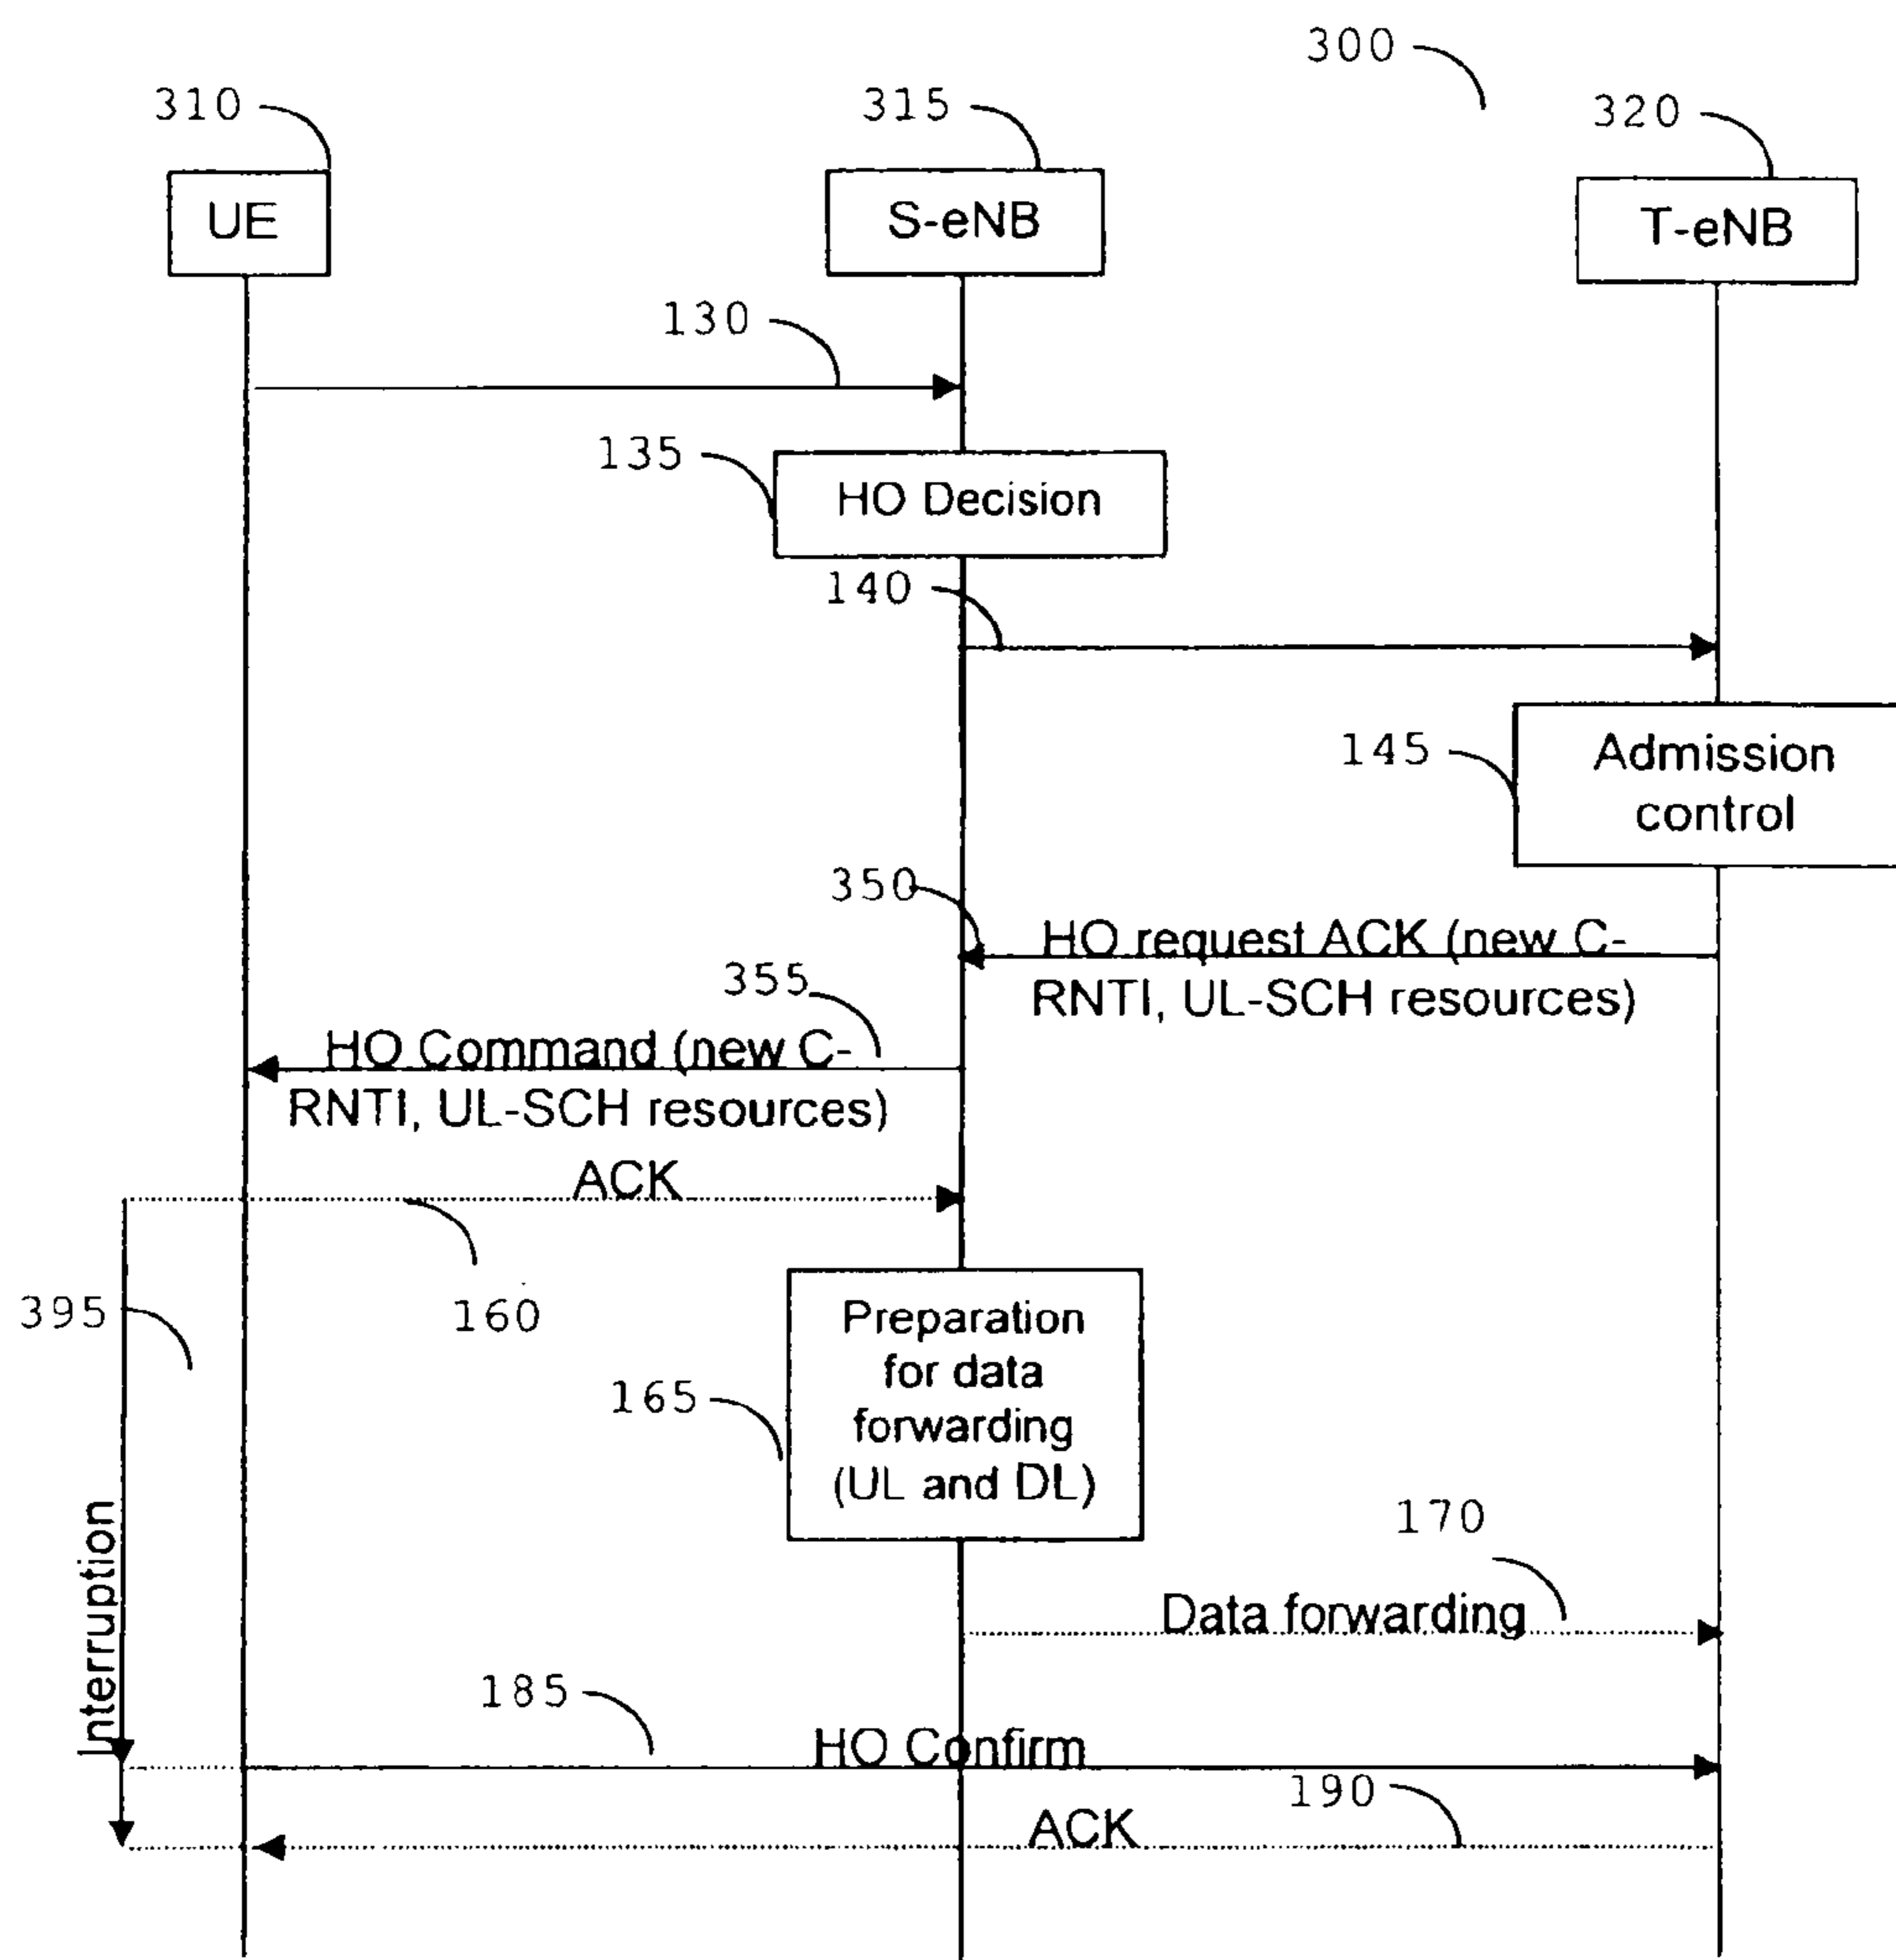 300
310
315
320
UE
S-eNB
T-eNB
130
135
HO Decision
140
145
Admission
control
350
HO request ACK (new C-
RNTI, UL-SCH resources)
355
HO Command (new C-
RNTI, UL-SCH resources)
ACK
160
395
Preparation
for data
forwarding
(UL and DL)
165
170
Data forwarding
Interruption
185
HO Confirm
190
ACK